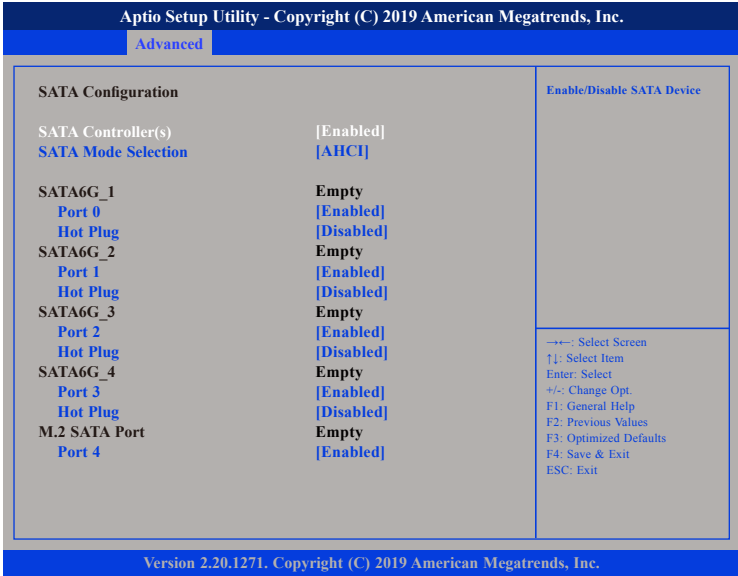 Aptio Setup Utility - Copyright (C) 2019 American Megatrends, Inc.
Advanced
SATA Configuration
SATA Controller(s) [Enabled]
SATA Mode Selection [AHCI]
SATA6G_1 Empty
Port 0 [Enabled]
Hot Plug [Disabled]
SATA6G_2 Empty
Port 1 [Enabled]
Hot Plug [Disabled]
SATA6G_3 Empty
Port 2 [Enabled]
Hot Plug [Disabled]
SATA6G_4 Empty
Port 3 [Enabled]
Hot Plug [Disabled]
M.2 SATA Port Empty
Port 4 [Enabled]
Enable/Disable SATA Device
→←: Select Screen
↑↓: Select Item
Enter: Select
+/-: Change Opt.
F1: General Help
F2: Previous Values
F3: Optimized Defaults
F4: Save & Exit
ESC: Exit
Version 2.20.1271. Copyright (C) 2019 American Megatrends, Inc.